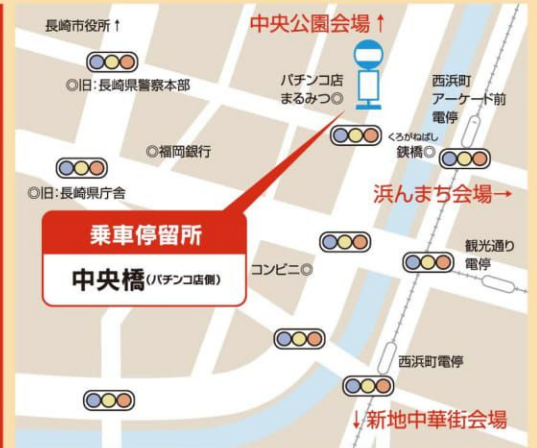 長崎市役所↑
中央公園会場↑
◎旧:長崎県警察本部
パチンコ店
まるみつ◎
西浜町
アーケード前
電停
くろがねばし
鉄橋◎
◎福岡銀行
◎旧:長崎県庁舎
浜んまち会場→
乗車停留所
中央橋(パチンコ店側)
コンビニ◎
観光通り
電停
西浜町電停
↓新地中華街会場